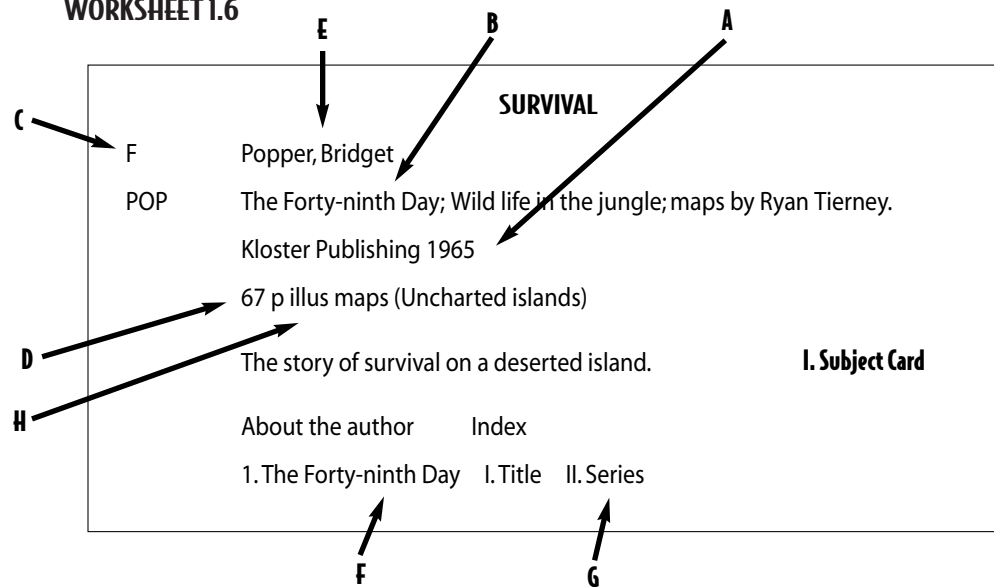 WORKSHEET 1.6
E B A
SURVIVAL
C
F Popper, Bridget
POP The Forty-ninth Day; Wild life in the jungle; maps by Ryan Tierney.
Kloster Publishing 1965
67 p illus maps (Uncharted islands)
D The story of survival on a deserted island. I. Subject Card
H
About the author Index
1. The Forty-ninth Day I. Title II. Series
F G